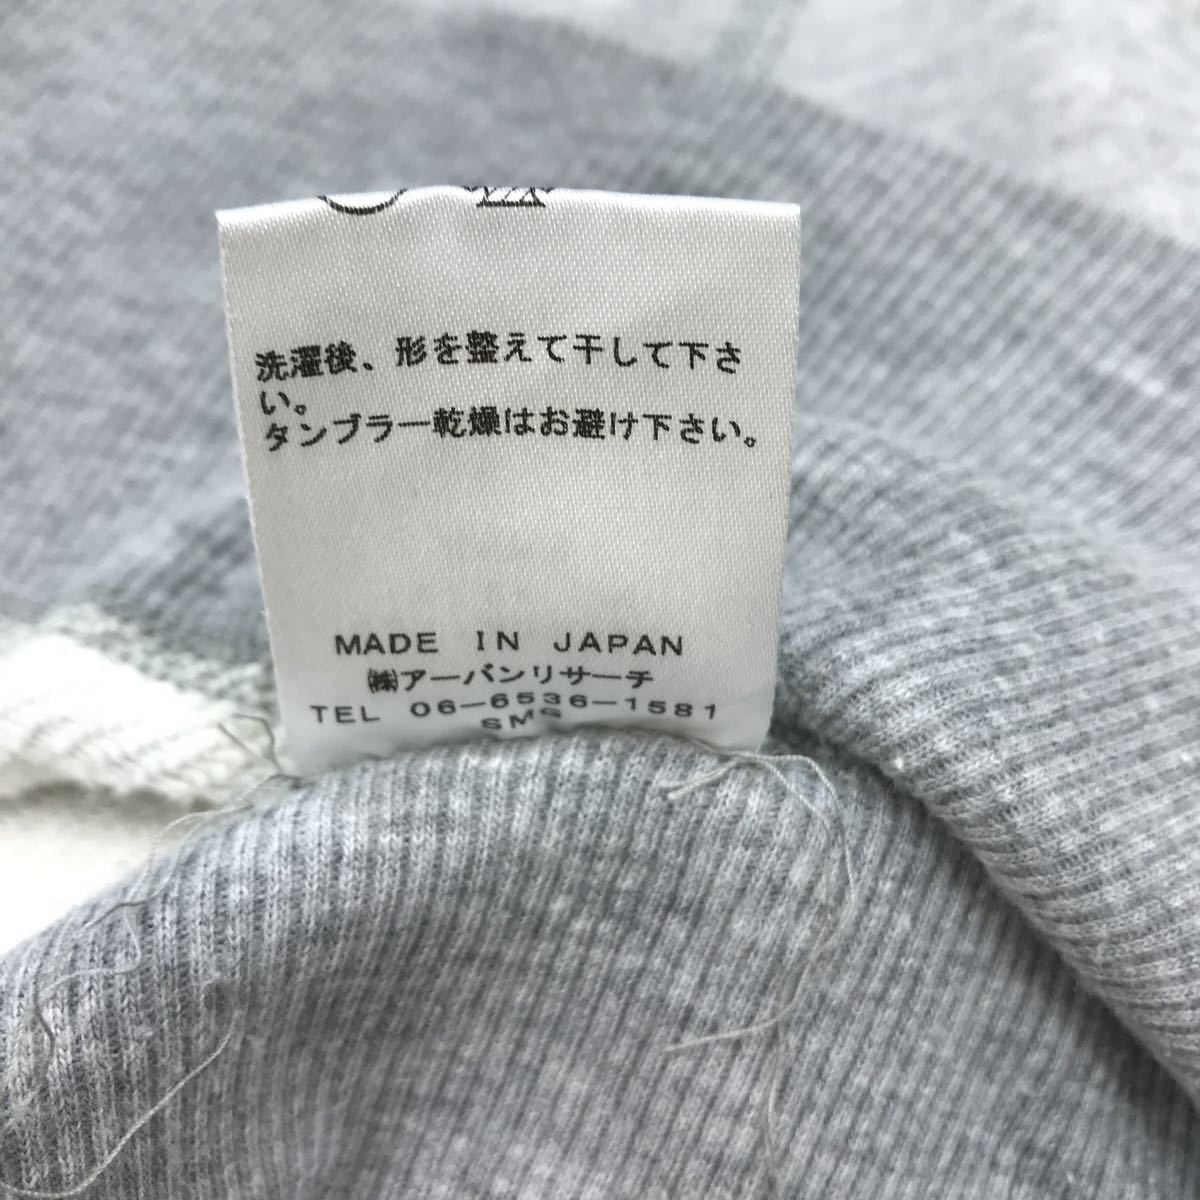 洗濯後、形を整えて干して下さ
い。
タンブラー乾燥はお避け下さい。
MADE IN JAPAN
㈱アーバンリサーチ
TEL 06-6536-1581
SMS